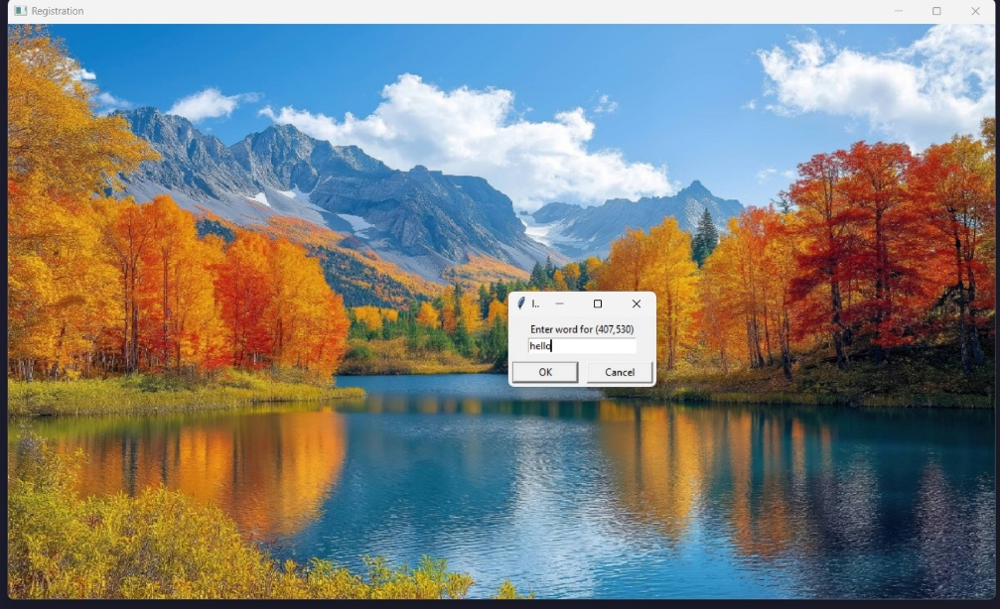 Registration
I..
Enter word for (407,530)
hello
OK
Cancel